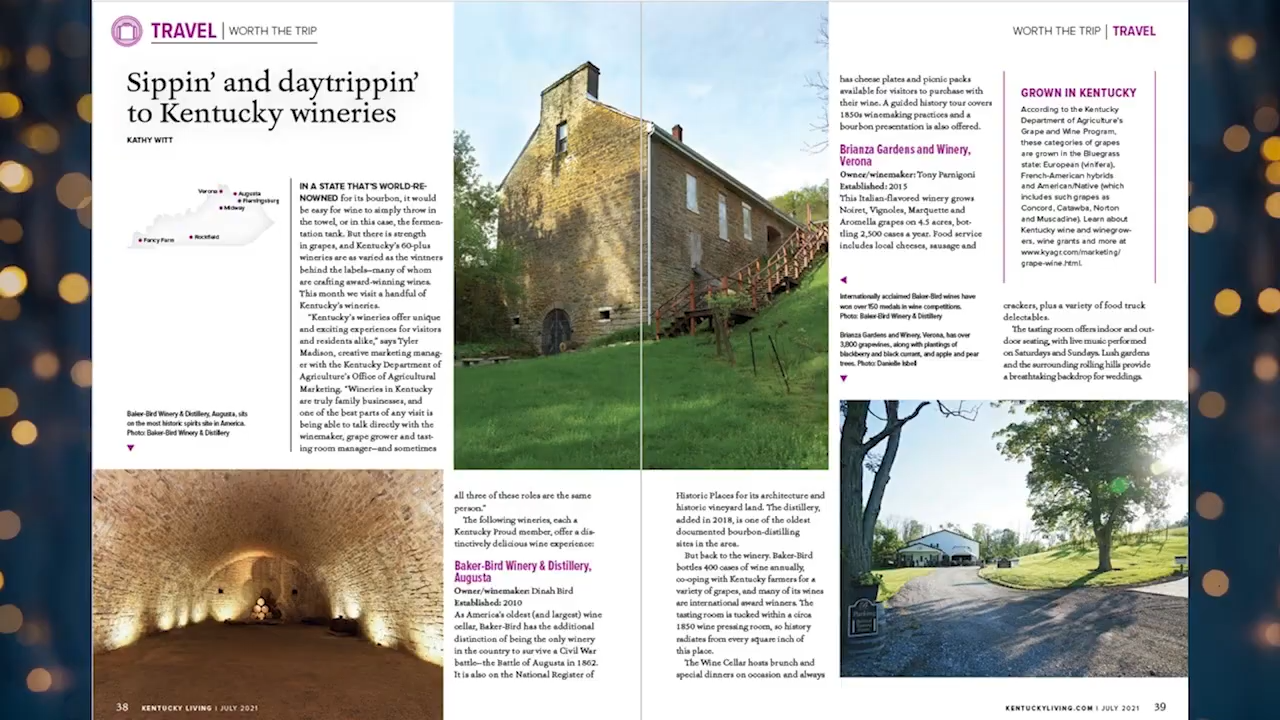 TRAVEL | WORTH THE TRIP
Sippin' and daytrippin'
to Kentucky wineries
KATHY WITT
Verona
Augusta
Flemingsburg
Midway
Rockfield
Fancy Farm
Baker-Bird Winery & Distillery, Augusta, sits
on the most historic spirits site in America.
Photo: Baker-Bird Winery & Distillery
IN A STATE THAT'S WORLD-RE-
NOWNED for its bourbon, it would
be easy for wine to simply throw in
the towel, or in this case, the fermen-
tation tank. But there is strength
in grapes, and Kentucky's 60-plus
wineries are as varied as the vintners
behind the labels—many of whom
are crafting award-winning wines.
This month we visit a handful of
Kentucky's wineries.
"Kentucky's wineries offer unique
and exciting experiences for visitors
and residents alike," says Tyler
Madison, creative marketing manag-
er with the Kentucky Department of
Agriculture's Office of Agricultural
Marketing. "Wineries in Kentucky
are truly family businesses, and
one of the best parts of any visit is
being able to talk directly with the
winemaker, grape grower and tast-
ing room manager—and sometimes
all three of these roles are the same
person."
The following wineries, each a
Kentucky Proud member, offer a dis-
tinctively delicious wine experience:
Baker-Bird Winery & Distillery,
Augusta
Owner/winemaker: Dinah Bird
Established: 2010
As America's oldest (and largest) wine
cellar, Baker-Bird has the additional
distinction of being the only winery
in the country to survive a Civil War
battle—the Battle of Augusta in 1862.
It is also on the National Register of
38 KENTUCKY LIVING | JULY 2021
Historic Places for its architecture and
historic vineyard land. The distillery,
added in 2018, is one of the oldest
documented bourbon-distilling
sites in the area.
But back to the winery. Baker-Bird
bottles 400 cases of wine annually,
co-oping with Kentucky farmers for a
variety of grapes, and many of its wines
are international award winners. The
tasting room is tucked within a circa
1850 wine pressing room, so history
radiates from every square inch of
this place.
The Wine Cellar hosts brunch and
special dinners on occasion and always
WORTH THE TRIP | TRAVEL
has cheese plates and picnic packs
available for visitors to purchase with
their wine. A guided history tour covers
1850s winemaking practices and a
bourbon presentation is also offered.
Brianza Gardens and Winery,
Verona
Owner/winemaker: Tony Parnigoni
Established: 2015
This Italian-flavored winery grows
Noiret, Vignoles, Marquette and
Aromella grapes on 4.5 acres, bot-
tling 2,500 cases a year. Food service
includes local cheeses, sausage and
Internationally acclaimed Baker-Bird wines have
won over 150 medals in wine competitions.
Photo: Baker-Bird Winery & Distillery
Brianza Gardens and Winery, Verona, has over
3,800 grapevines, along with plantings of
blackberry and black currant, and apple and pear
trees. Photo: Danielle Isbell
GROWN IN KENTUCKY
According to the Kentucky
Department of Agriculture's
Grape and Wine Program,
these categories of grapes
are grown in the Bluegrass
state: European (vinifera),
French-American hybrids
and American/Native (which
includes such grapes as
Concord, Catawba, Norton
and Muscadine). Learn about
Kentucky wine and winegrow-
ers, wine grants and more at
www.kyagr.com/marketing/
grape-wine.html.
crackers, plus a variety of food truck
delectables.
The tasting room offers indoor and out-
door seating, with live music performed
on Saturdays and Sundays. Lush gardens
and the surrounding rolling hills provide
a breathtaking backdrop for weddings.
KENTUCKYLIVING.COM | JULY 2021 39